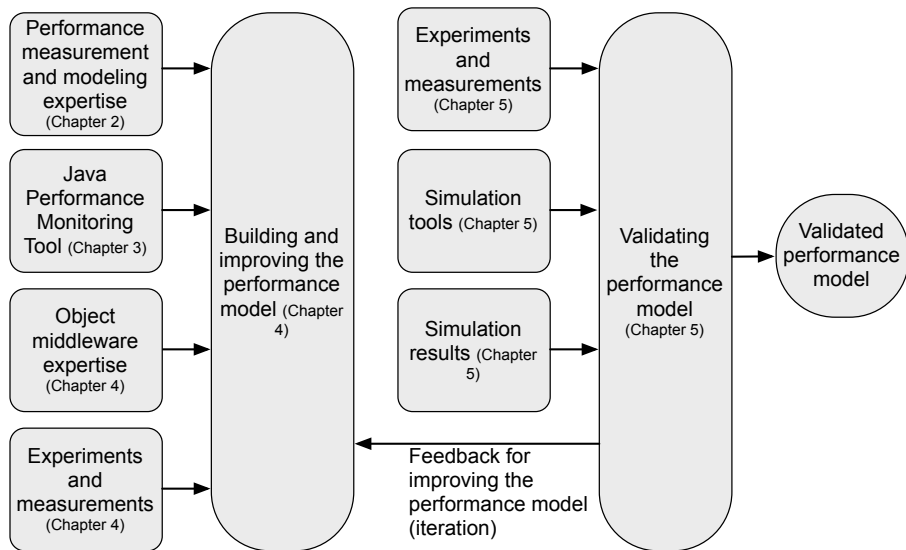 Performance
measurement
and modeling
expertise
(Chapter 2)
Java
Performance
Monitoring
Tool (Chapter 3)
Object
middleware
expertise
(Chapter 4)
Experiments
and
measurements
(Chapter 4)
Building and
improving the
performance
model (Chapter
4)
Experiments
and
measurements
(Chapter 5)
Simulation
tools (Chapter 5)
Simulation
results (Chapter
5)
Feedback for
improving the
performance model
(iteration)
Validating
the
performance
model
(Chapter 5)
Validated
performance
model